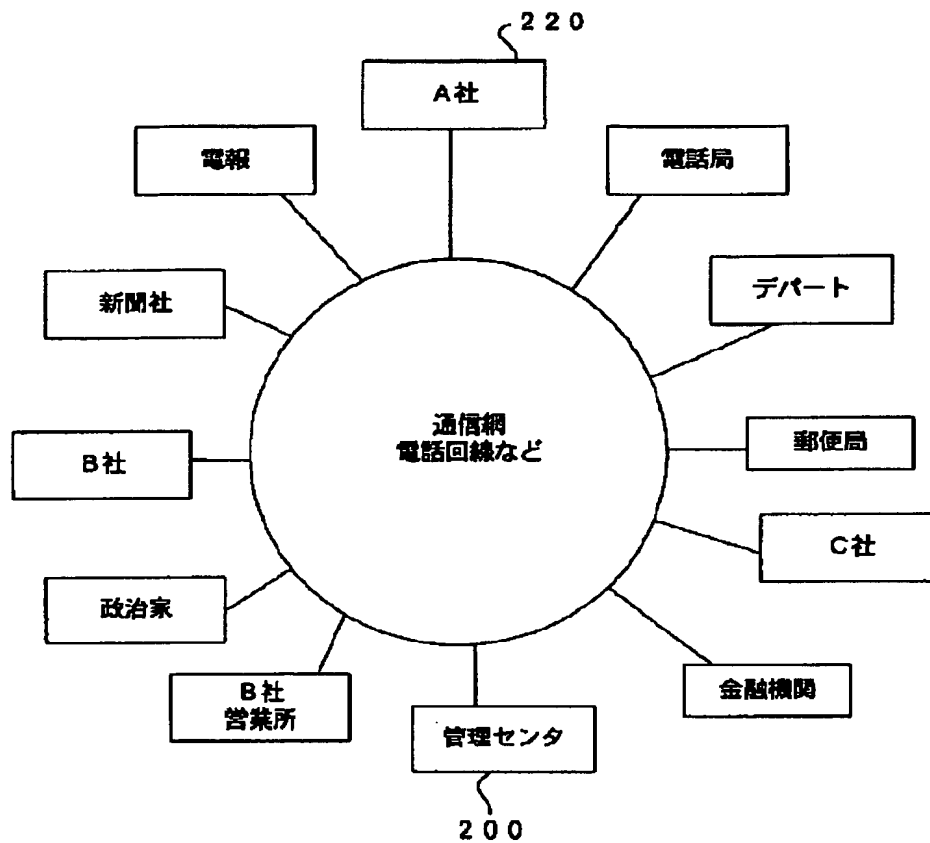 ２２０
Ａ社
電報
電話局
新聞社
デパート
通信網
電話回線など
Ｂ社
郵便局
Ｃ社
政治家
Ｂ社
営業所
管理センタ
金融機関
２００